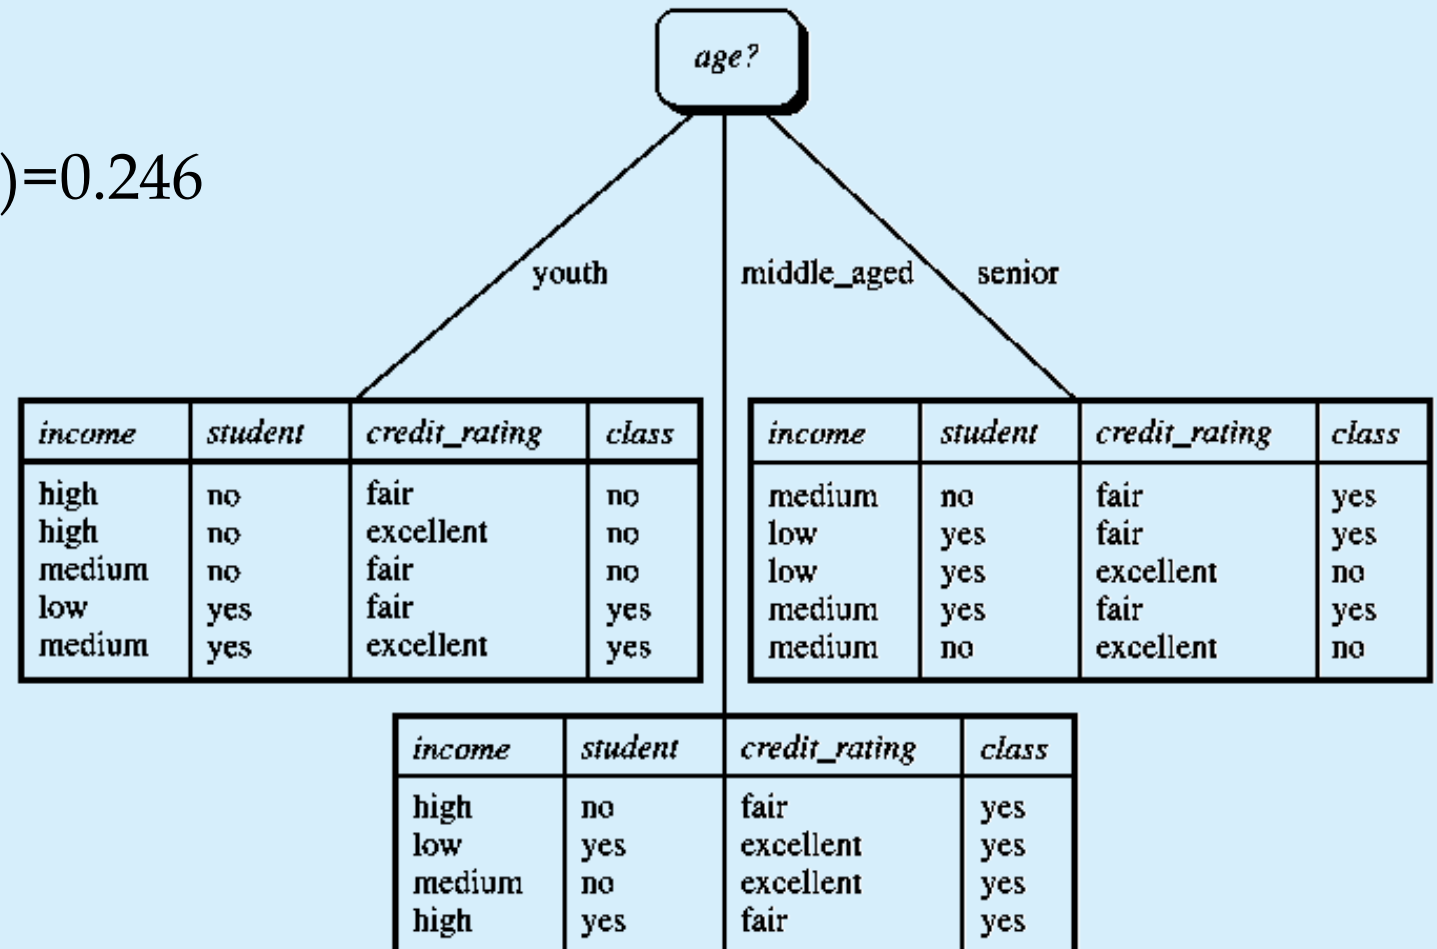 age?
)=0.246
youth middle_aged senior
income student credit_rating class
high no fair no
high no excellent no
medium no fair no
low yes fair yes
medium yes excellent yes
income student credit_rating class
medium no fair yes
low yes fair yes
low yes excellent no
medium yes fair yes
medium no excellent no
income student credit_rating class
high no fair yes
low yes excellent yes
medium no excellent yes
high yes fair yes